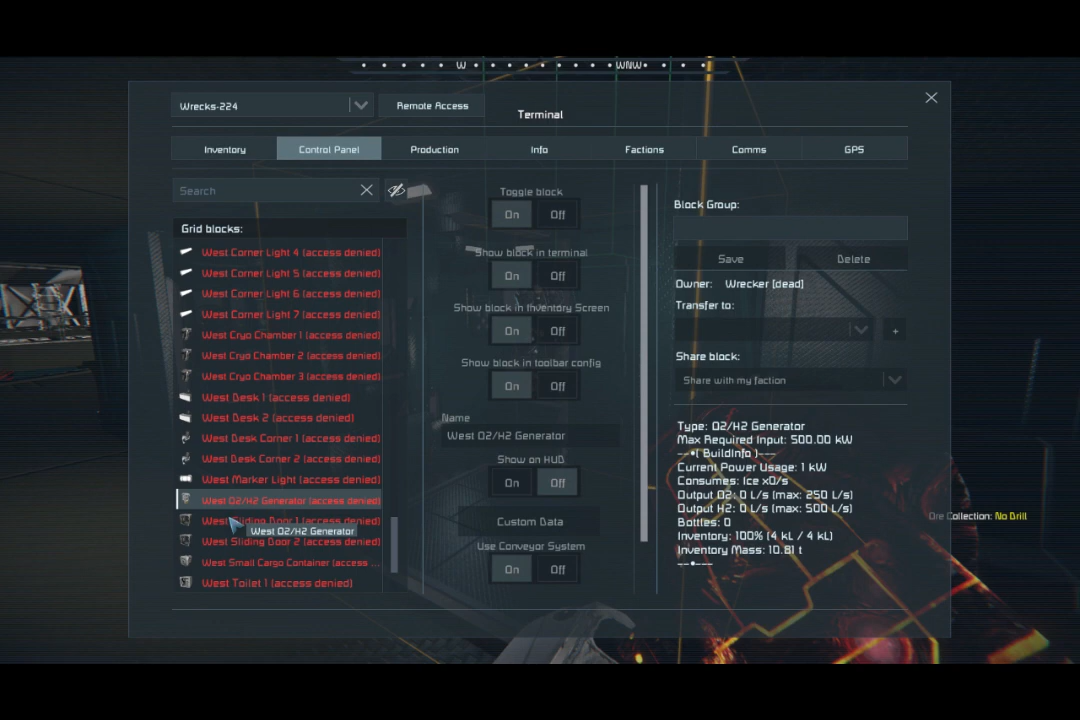 W
WNW
Wrecks-224
Remote Access
Terminal
Inventory
Control Panel
Production
Info
Factions
Comms
GPS
Search
Grid blocks:
West Corner Light 4 (access denied)
West Corner Light 5 (access denied)
West Corner Light 6 (access denied)
West Corner Light 7 (access denied)
West Cryo Chamber 1 (access denied)
West Cryo Chamber 2 (access denied)
West Cryo Chamber 3 (access denied)
West Desk 1 (access denied)
West Desk 2 (access denied)
West Desk Corner 1 (access denied)
West Desk Corner 2 (access denied)
West Marker Light (access denied)
West O2/H2 Generator (access denied)
West Sliding Door 1 (access denied)
West O2/H2 Generator
West Sliding Door 2 (access denied)
West Small Cargo Container (access ...
West Toilet 1 (access denied)
Toggle block
On Off
Show block in terminal
On Off
Show block in Inventory Screen
On Off
Show block in toolbar config
On Off
Name
West O2/H2 Generator
Show on HUD
On Off
Custom Data
Use Conveyor System
On Off
Block Group:
Save
Delete
Owner: Wrecker [dead]
Transfer to:
+
Share block:
Share with my faction
Type: O2/H2 Generator
Max Required Input: 500.00 kW
--•( BuildInfo )---
Current Power Usage: 1 kW
Consumes: Ice x0/s
Output O2: 0 L/s (max: 250 L/s)
Output H2: 0 L/s (max: 500 L/s)
Bottles: 0
Inventory: 100% (4 kL / 4 kL)
Inventory Mass: 10.81 t
--•---
Ore Collection: No Drill